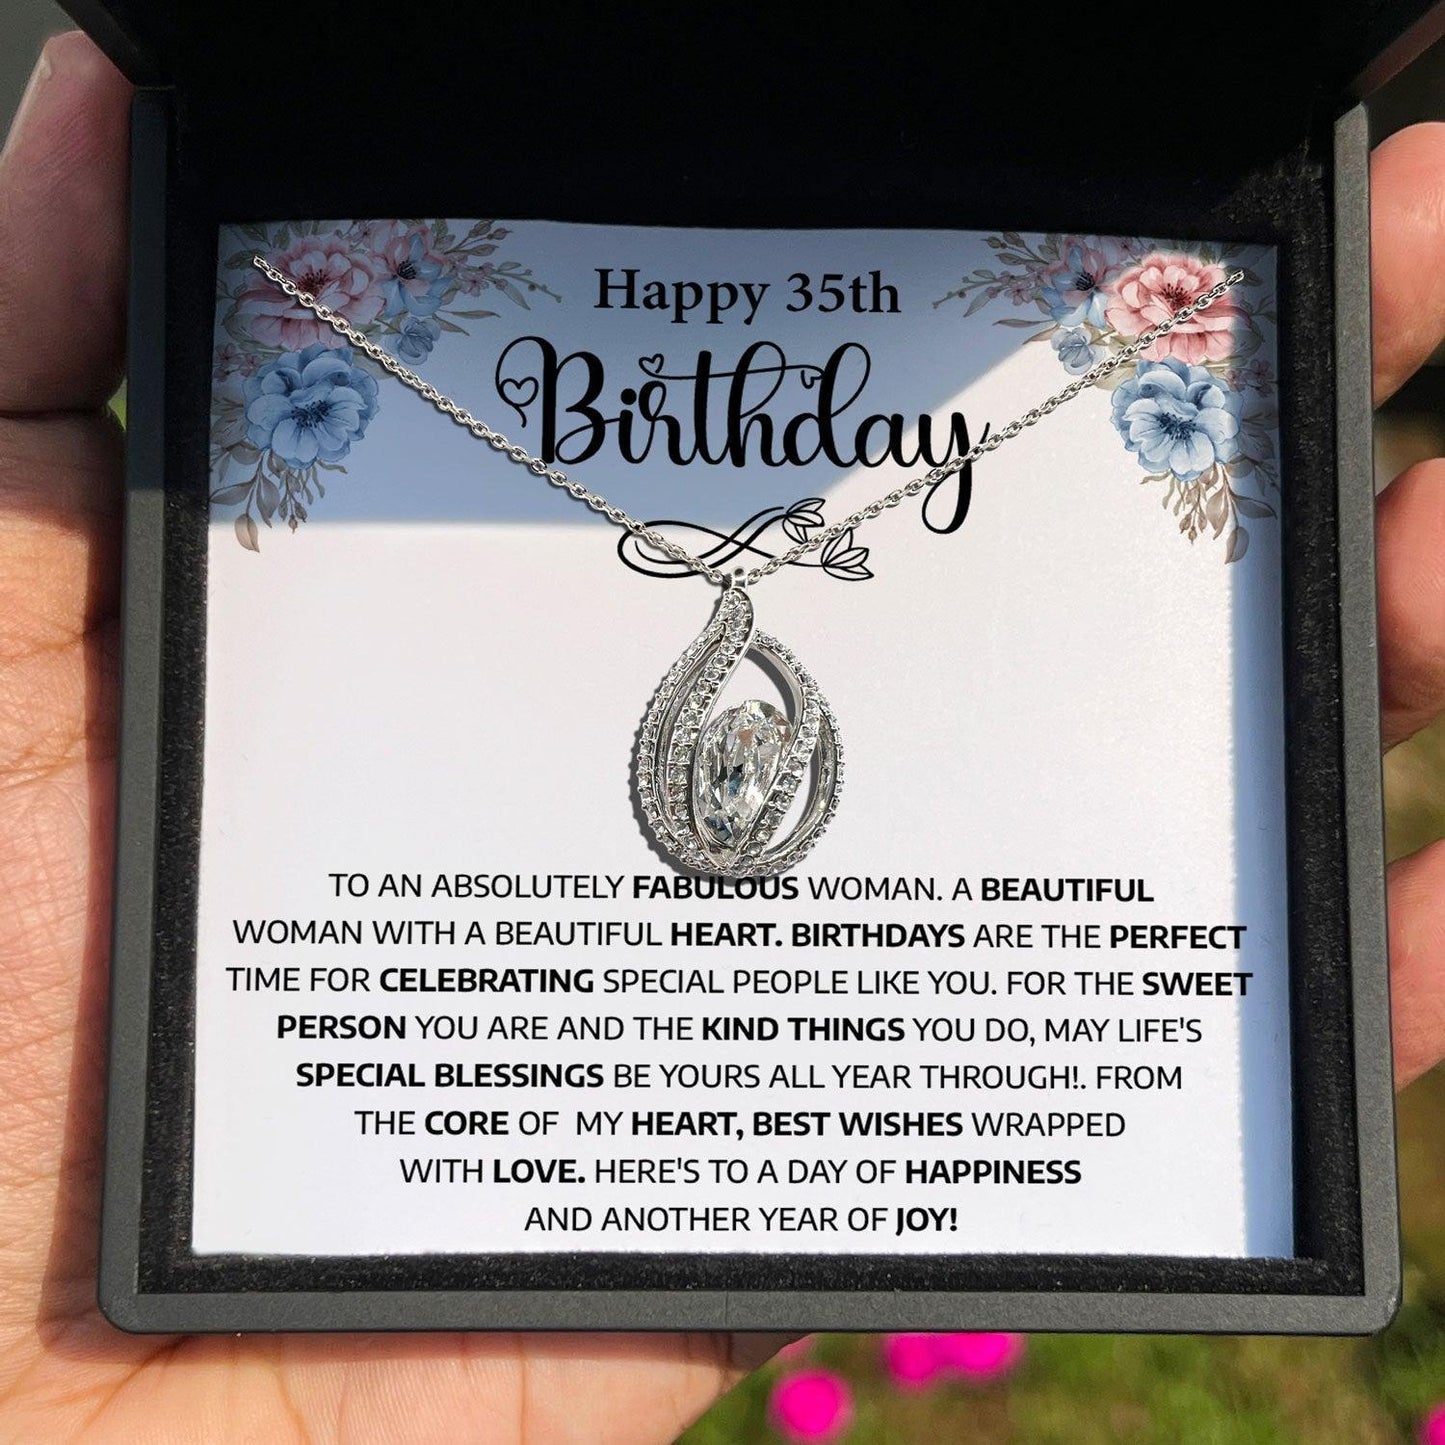 Happy 35th
Birthday
TO AN ABSOLUTELY FABULOUS WOMAN. A BEAUTIFUL
WOMAN WITH A BEAUTIFUL HEART. BIRTHDAYS ARE THE PERFECT
TIME FOR CELEBRATING SPECIAL PEOPLE LIKE YOU. FOR THE SWEET
PERSON YOU ARE AND THE KIND THINGS YOU DO, MAY LIFE'S
SPECIAL BLESSINGS BE YOURS ALL YEAR THROUGH!. FROM
THE CORE OF MY HEART, BEST WISHES WRAPPED
WITH LOVE. HERE'S TO A DAY OF HAPPINESS
AND ANOTHER YEAR OF JOY!